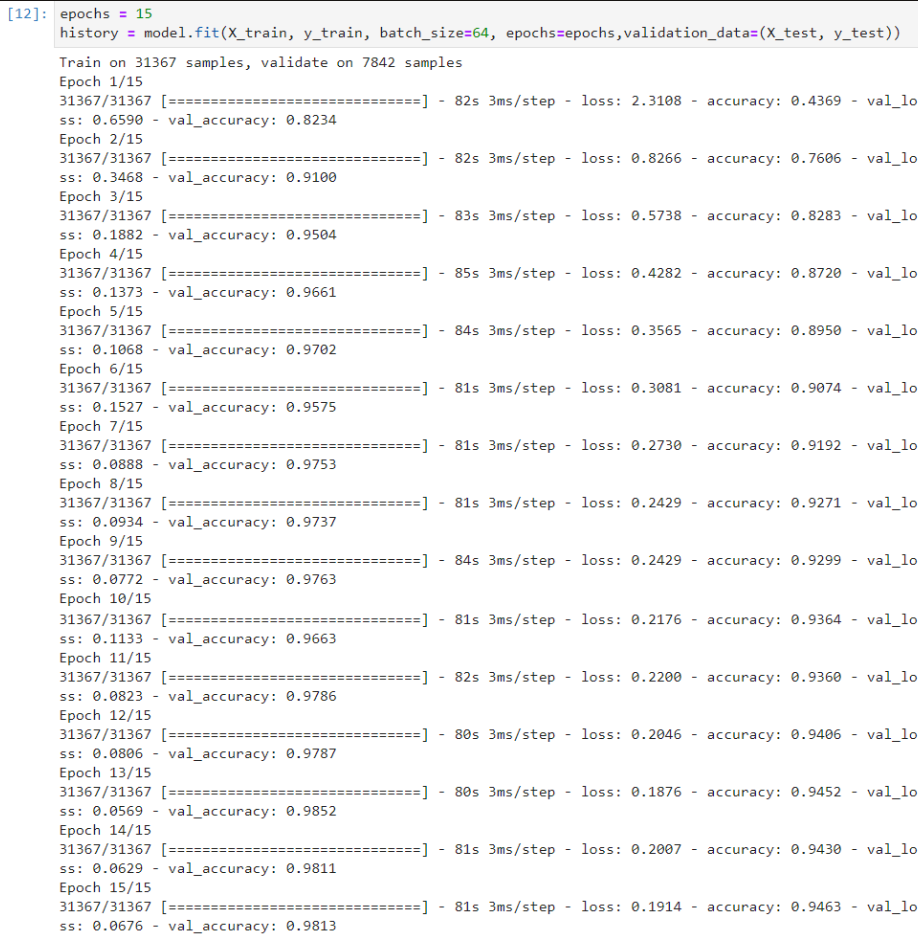 [12]: epochs = 15
history = model.fit(X_train, y_train, batch_size=64, epochs=epochs,validation_data=(X_test, y_test))
Train on 31367 samples, validate on 7842 samples
Epoch 1/15
31367/31367 [==============================] - 82s 3ms/step - loss: 2.3108 - accuracy: 0.4369 - val_lo
ss: 0.6590 - val_accuracy: 0.8234
Epoch 2/15
31367/31367 [==============================] - 82s 3ms/step - loss: 0.8266 - accuracy: 0.7606 - val_lo
ss: 0.3468 - val_accuracy: 0.9100
Epoch 3/15
31367/31367 [==============================] - 83s 3ms/step - loss: 0.5738 - accuracy: 0.8283 - val_lo
ss: 0.1882 - val_accuracy: 0.9504
Epoch 4/15
31367/31367 [==============================] - 85s 3ms/step - loss: 0.4282 - accuracy: 0.8720 - val_lo
ss: 0.1373 - val_accuracy: 0.9661
Epoch 5/15
31367/31367 [==============================] - 84s 3ms/step - loss: 0.3565 - accuracy: 0.8950 - val_lo
ss: 0.1068 - val_accuracy: 0.9702
Epoch 6/15
31367/31367 [==============================] - 81s 3ms/step - loss: 0.3081 - accuracy: 0.9074 - val_lo
ss: 0.1527 - val_accuracy: 0.9575
Epoch 7/15
31367/31367 [==============================] - 81s 3ms/step - loss: 0.2730 - accuracy: 0.9192 - val_lo
ss: 0.0888 - val_accuracy: 0.9753
Epoch 8/15
31367/31367 [==============================] - 81s 3ms/step - loss: 0.2429 - accuracy: 0.9271 - val_lo
ss: 0.0934 - val_accuracy: 0.9737
Epoch 9/15
31367/31367 [==============================] - 84s 3ms/step - loss: 0.2429 - accuracy: 0.9299 - val_lo
ss: 0.0772 - val_accuracy: 0.9763
Epoch 10/15
31367/31367 [==============================] - 81s 3ms/step - loss: 0.2176 - accuracy: 0.9364 - val_lo
ss: 0.1133 - val_accuracy: 0.9663
Epoch 11/15
31367/31367 [==============================] - 82s 3ms/step - loss: 0.2200 - accuracy: 0.9360 - val_lo
ss: 0.0823 - val_accuracy: 0.9786
Epoch 12/15
31367/31367 [==============================] - 80s 3ms/step - loss: 0.2046 - accuracy: 0.9406 - val_lo
ss: 0.0806 - val_accuracy: 0.9787
Epoch 13/15
31367/31367 [==============================] - 80s 3ms/step - loss: 0.1876 - accuracy: 0.9452 - val_lo
ss: 0.0569 - val_accuracy: 0.9852
Epoch 14/15
31367/31367 [==============================] - 81s 3ms/step - loss: 0.2007 - accuracy: 0.9430 - val_lo
ss: 0.0629 - val_accuracy: 0.9811
Epoch 15/15
31367/31367 [==============================] - 81s 3ms/step - loss: 0.1914 - accuracy: 0.9463 - val_lo
ss: 0.0676 - val_accuracy: 0.9813